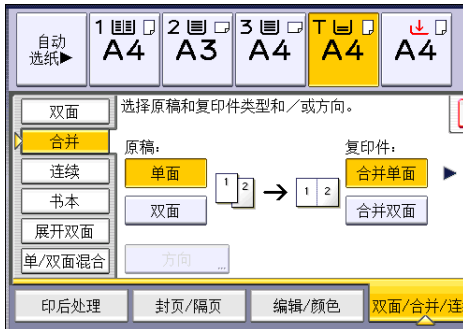 自动
选纸▶
1
A4
2
A3
3
A4
T
A4
A4
双面
合并
连续
书本
展开双面
单/双面混合
选择原稿和复印件类型和／或方向。
原稿:
单面
双面
方向
...
1
2
→
1
2
复印件:
合并单面
合并双面
▶
印后处理
封页/隔页
编辑/颜色
双面/合并/连